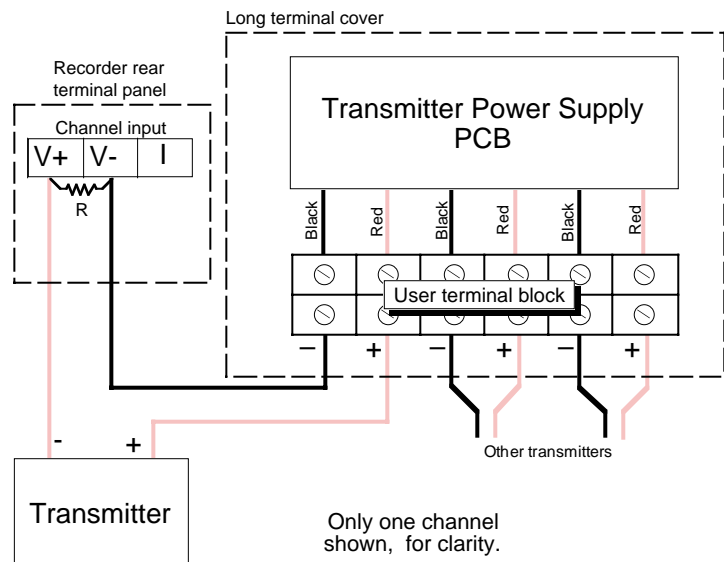 Long terminal cover
Recorder rear
terminal panel
Channel input
V+ V- I
R
Transmitter Power Supply
PCB
Black Red Black Red Black Red
User terminal block
– + – + – +
- +
Other transmitters
Transmitter
Only one channel
shown, for clarity.